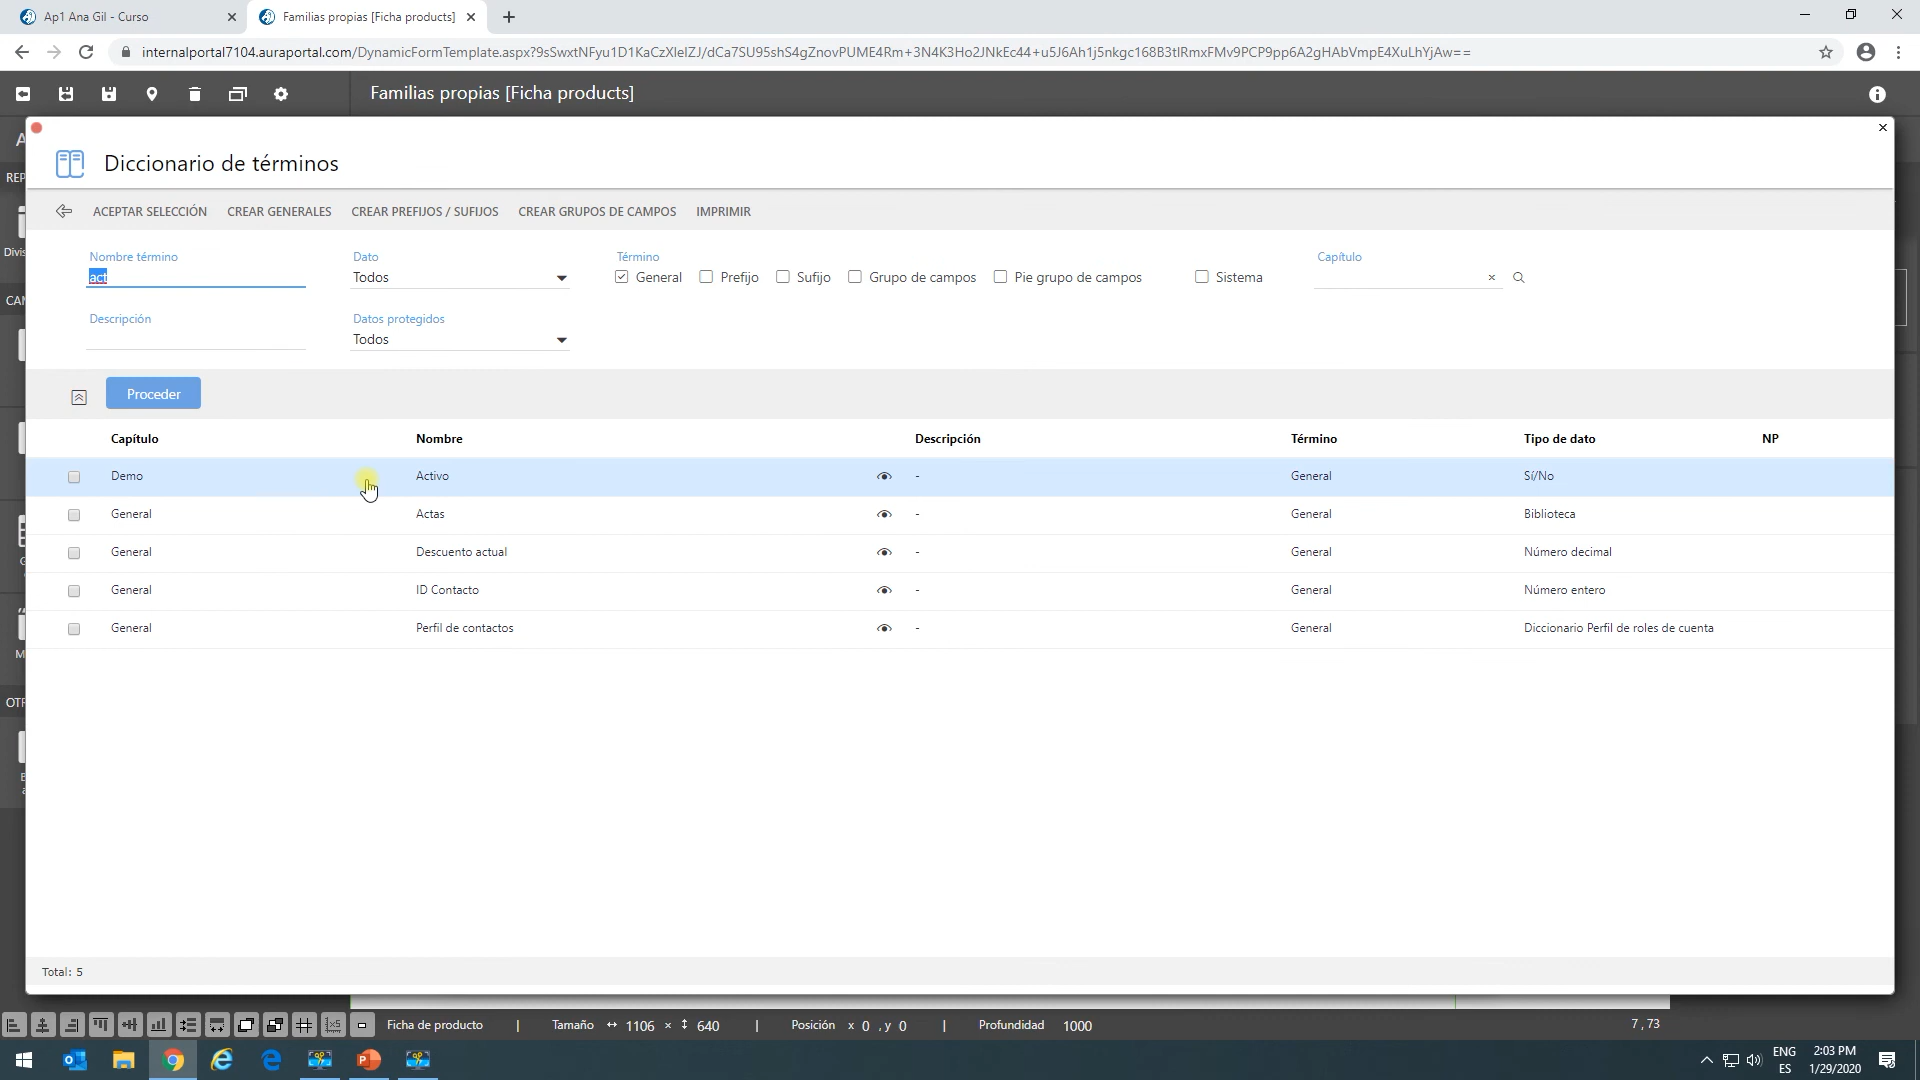 Ap1 Ana Gil - Curso
Familias propias [Ficha products]
internalportal7104.auraportal.com/DynamicFormTemplate.aspx?9sSwxtNFyu1D1KaCzXleIZJ/dCa7SU95shS4gZnovPUME4Rm+3N4K3Ho2JNkEc44+u5J6Ah1j5nkgc168B3tIRmxFMv9PCP9pp6A2gHAbVmpE4XuLhYjAw==
Familias propias [Ficha products]
Diccionario de términos
ACEPTAR SELECCIÓN CREAR GENERALES CREAR PREFIJOS / SUFIJOS CREAR GRUPOS DE CAMPOS IMPRIMIR
Nombre término Dato Término Capítulo
act Todos General Prefijo Sufijo Grupo de campos Pie grupo de campos Sistema
Descripción Datos protegidos
Todos
Proceder
Capítulo Nombre Descripción Término Tipo de dato NP
Demo Activo - General Sí/No
General Actas - General Biblioteca
General Descuento actual - General Número decimal
General ID Contacto - General Número entero
General Perfil de contactos - General Diccionario Perfil de roles de cuenta
Total: 5
Ficha de producto | Tamaño 1106 × 640 | Posición x 0 ,y 0 | Profundidad 1000 7,73
ENG 2:03 PM
ES 1/29/2020